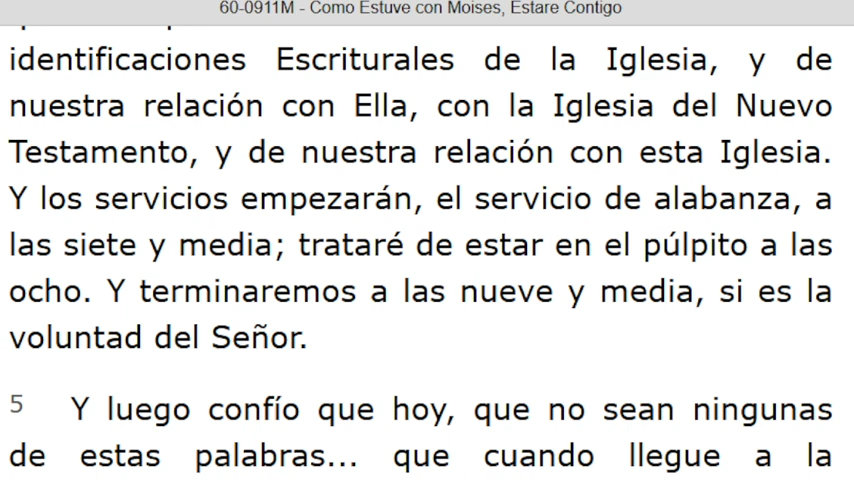 60-0911M - Como Estuve con Moises, Estare Contigo
identificaciones Escriturales de la Iglesia, y de
nuestra relación con Ella, con la Iglesia del Nuevo
Testamento, y de nuestra relación con esta Iglesia.
Y los servicios empezarán, el servicio de alabanza, a
las siete y media; trataré de estar en el púlpito a las
ocho. Y terminaremos a las nueve y media, si es la
voluntad del Señor.
5 Y luego confío que hoy, que no sean ningunas
de estas palabras... que cuando llegue a la